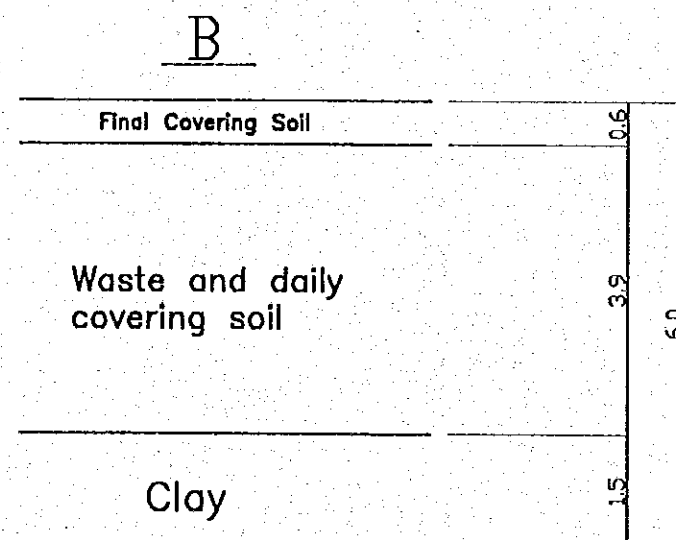 B
Final Covering Soil
0.6
Waste and daily
covering soil
3.9
Clay
1.5